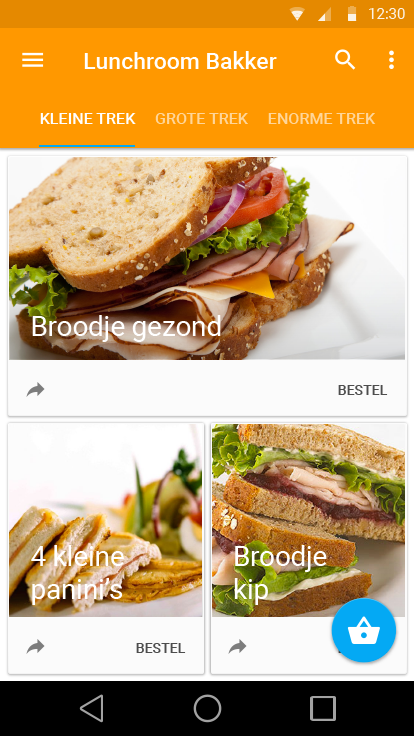 12:30
Lunchroom Bakker
KLEINE TREK GROTE TREK ENORME TREK
Broodje gezond
BESTEL
4 kleine
panini's
BESTEL
Broodje
kip